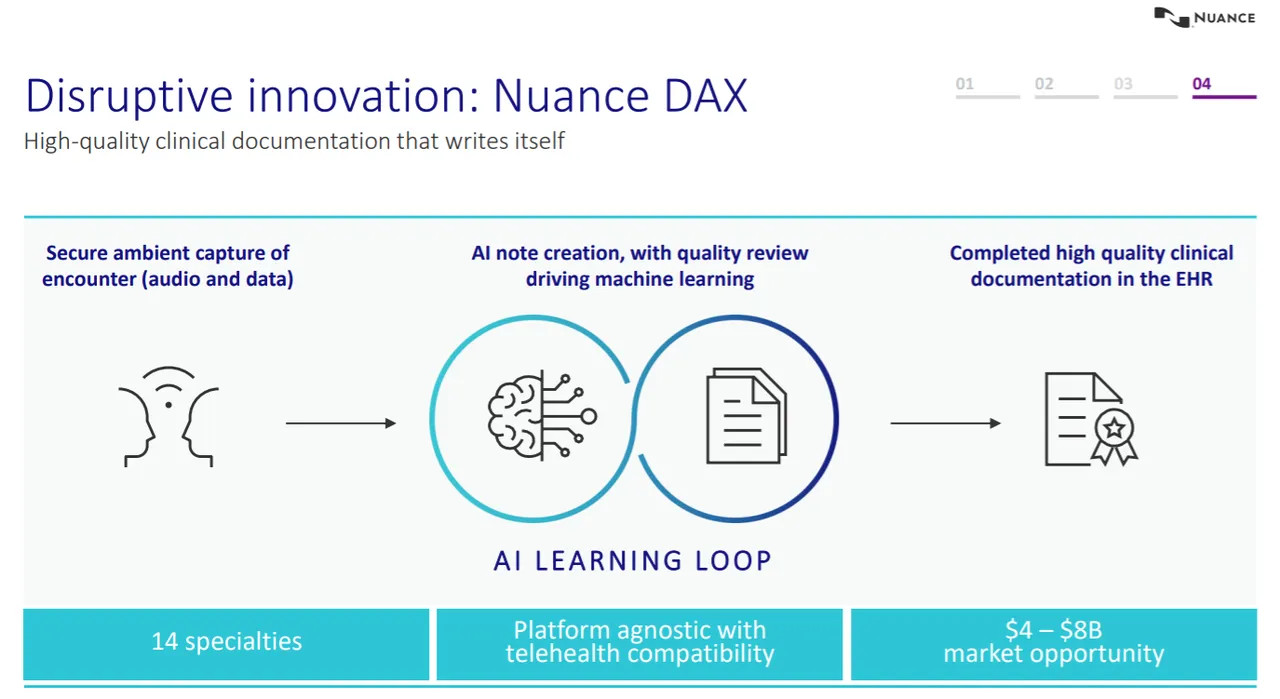 NUANCE
Disruptive innovation: Nuance DAX
01 02 03 04
High-quality clinical documentation that writes itself
Secure ambient capture of
encounter (audio and data)
AI note creation, with quality review
driving machine learning
Completed high quality clinical
documentation in the EHR
AI LEARNING LOOP
14 specialties
Platform agnostic with
telehealth compatibility
$4 – $8B
market opportunity